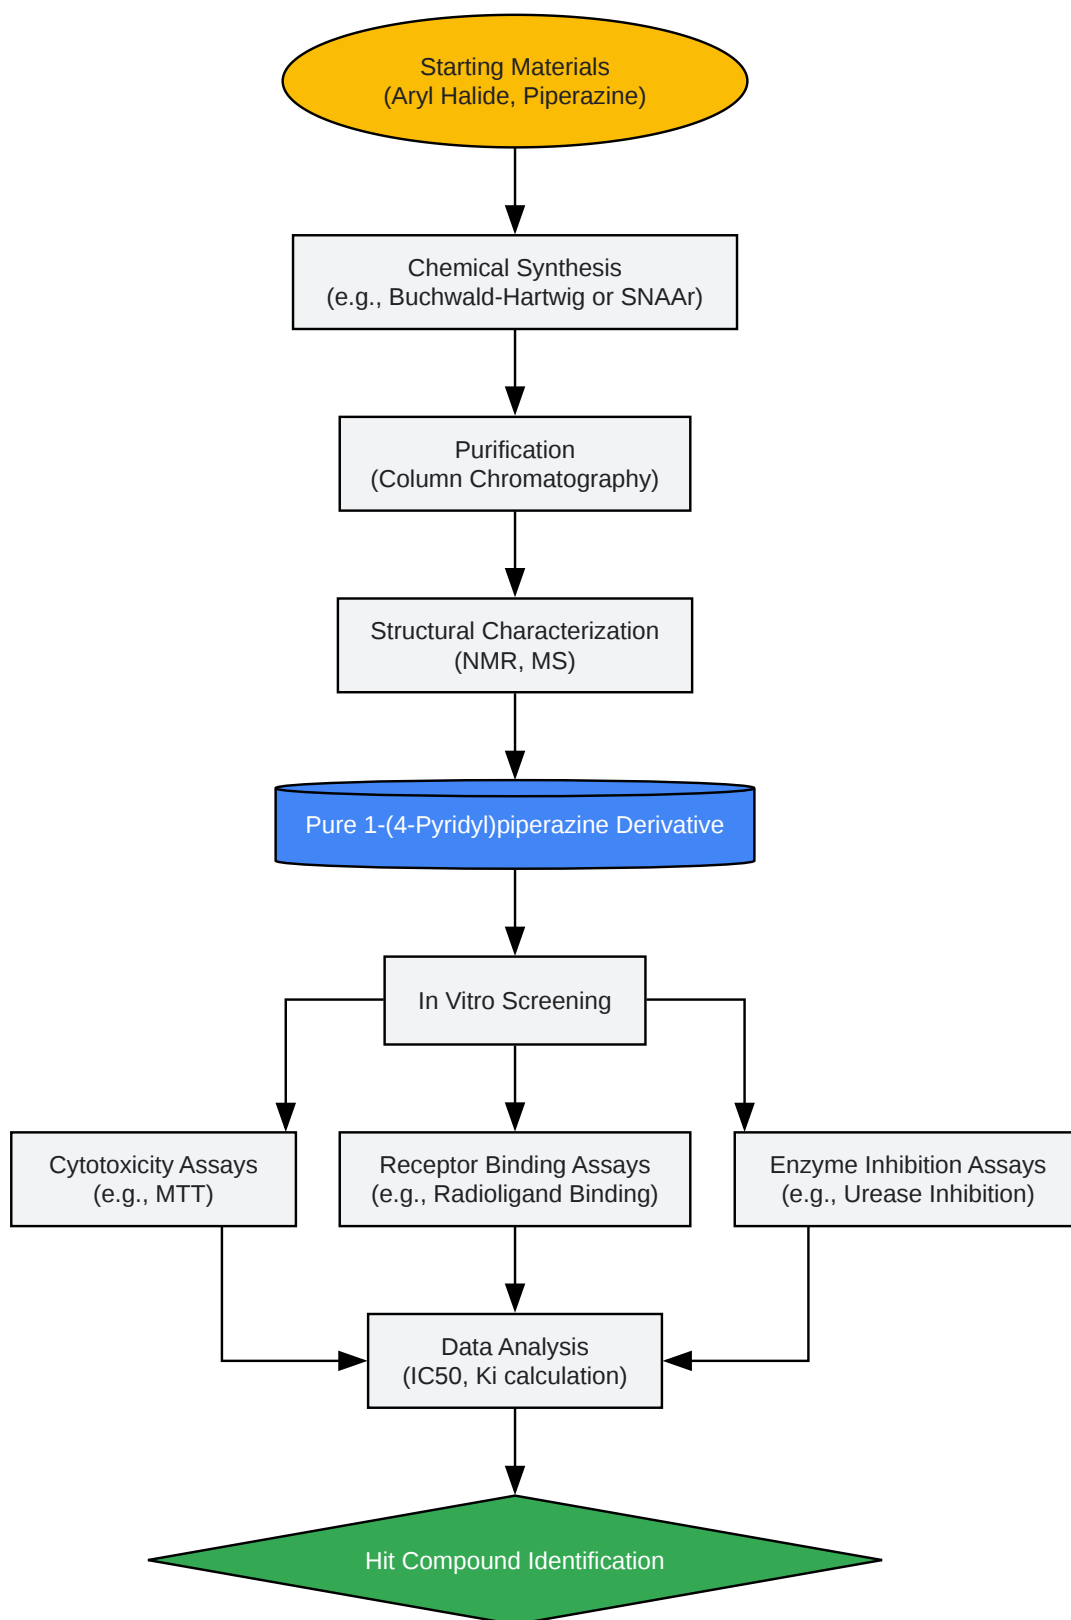 Starting Materials
(Aryl Halide, Piperazine)
Chemical Synthesis
(e.g., Buchwald-Hartwig or SNAAr)
Purification
(Column Chromatography)
Structural Characterization
(NMR, MS)
Pure 1-(4-Pyridyl)piperazine Derivative
In Vitro Screening
Cytotoxicity Assays
(e.g., MTT)
Receptor Binding Assays
(e.g., Radioligand Binding)
Enzyme Inhibition Assays
(e.g., Urease Inhibition)
Data Analysis
(IC50, Ki calculation)
Hit Compound Identification